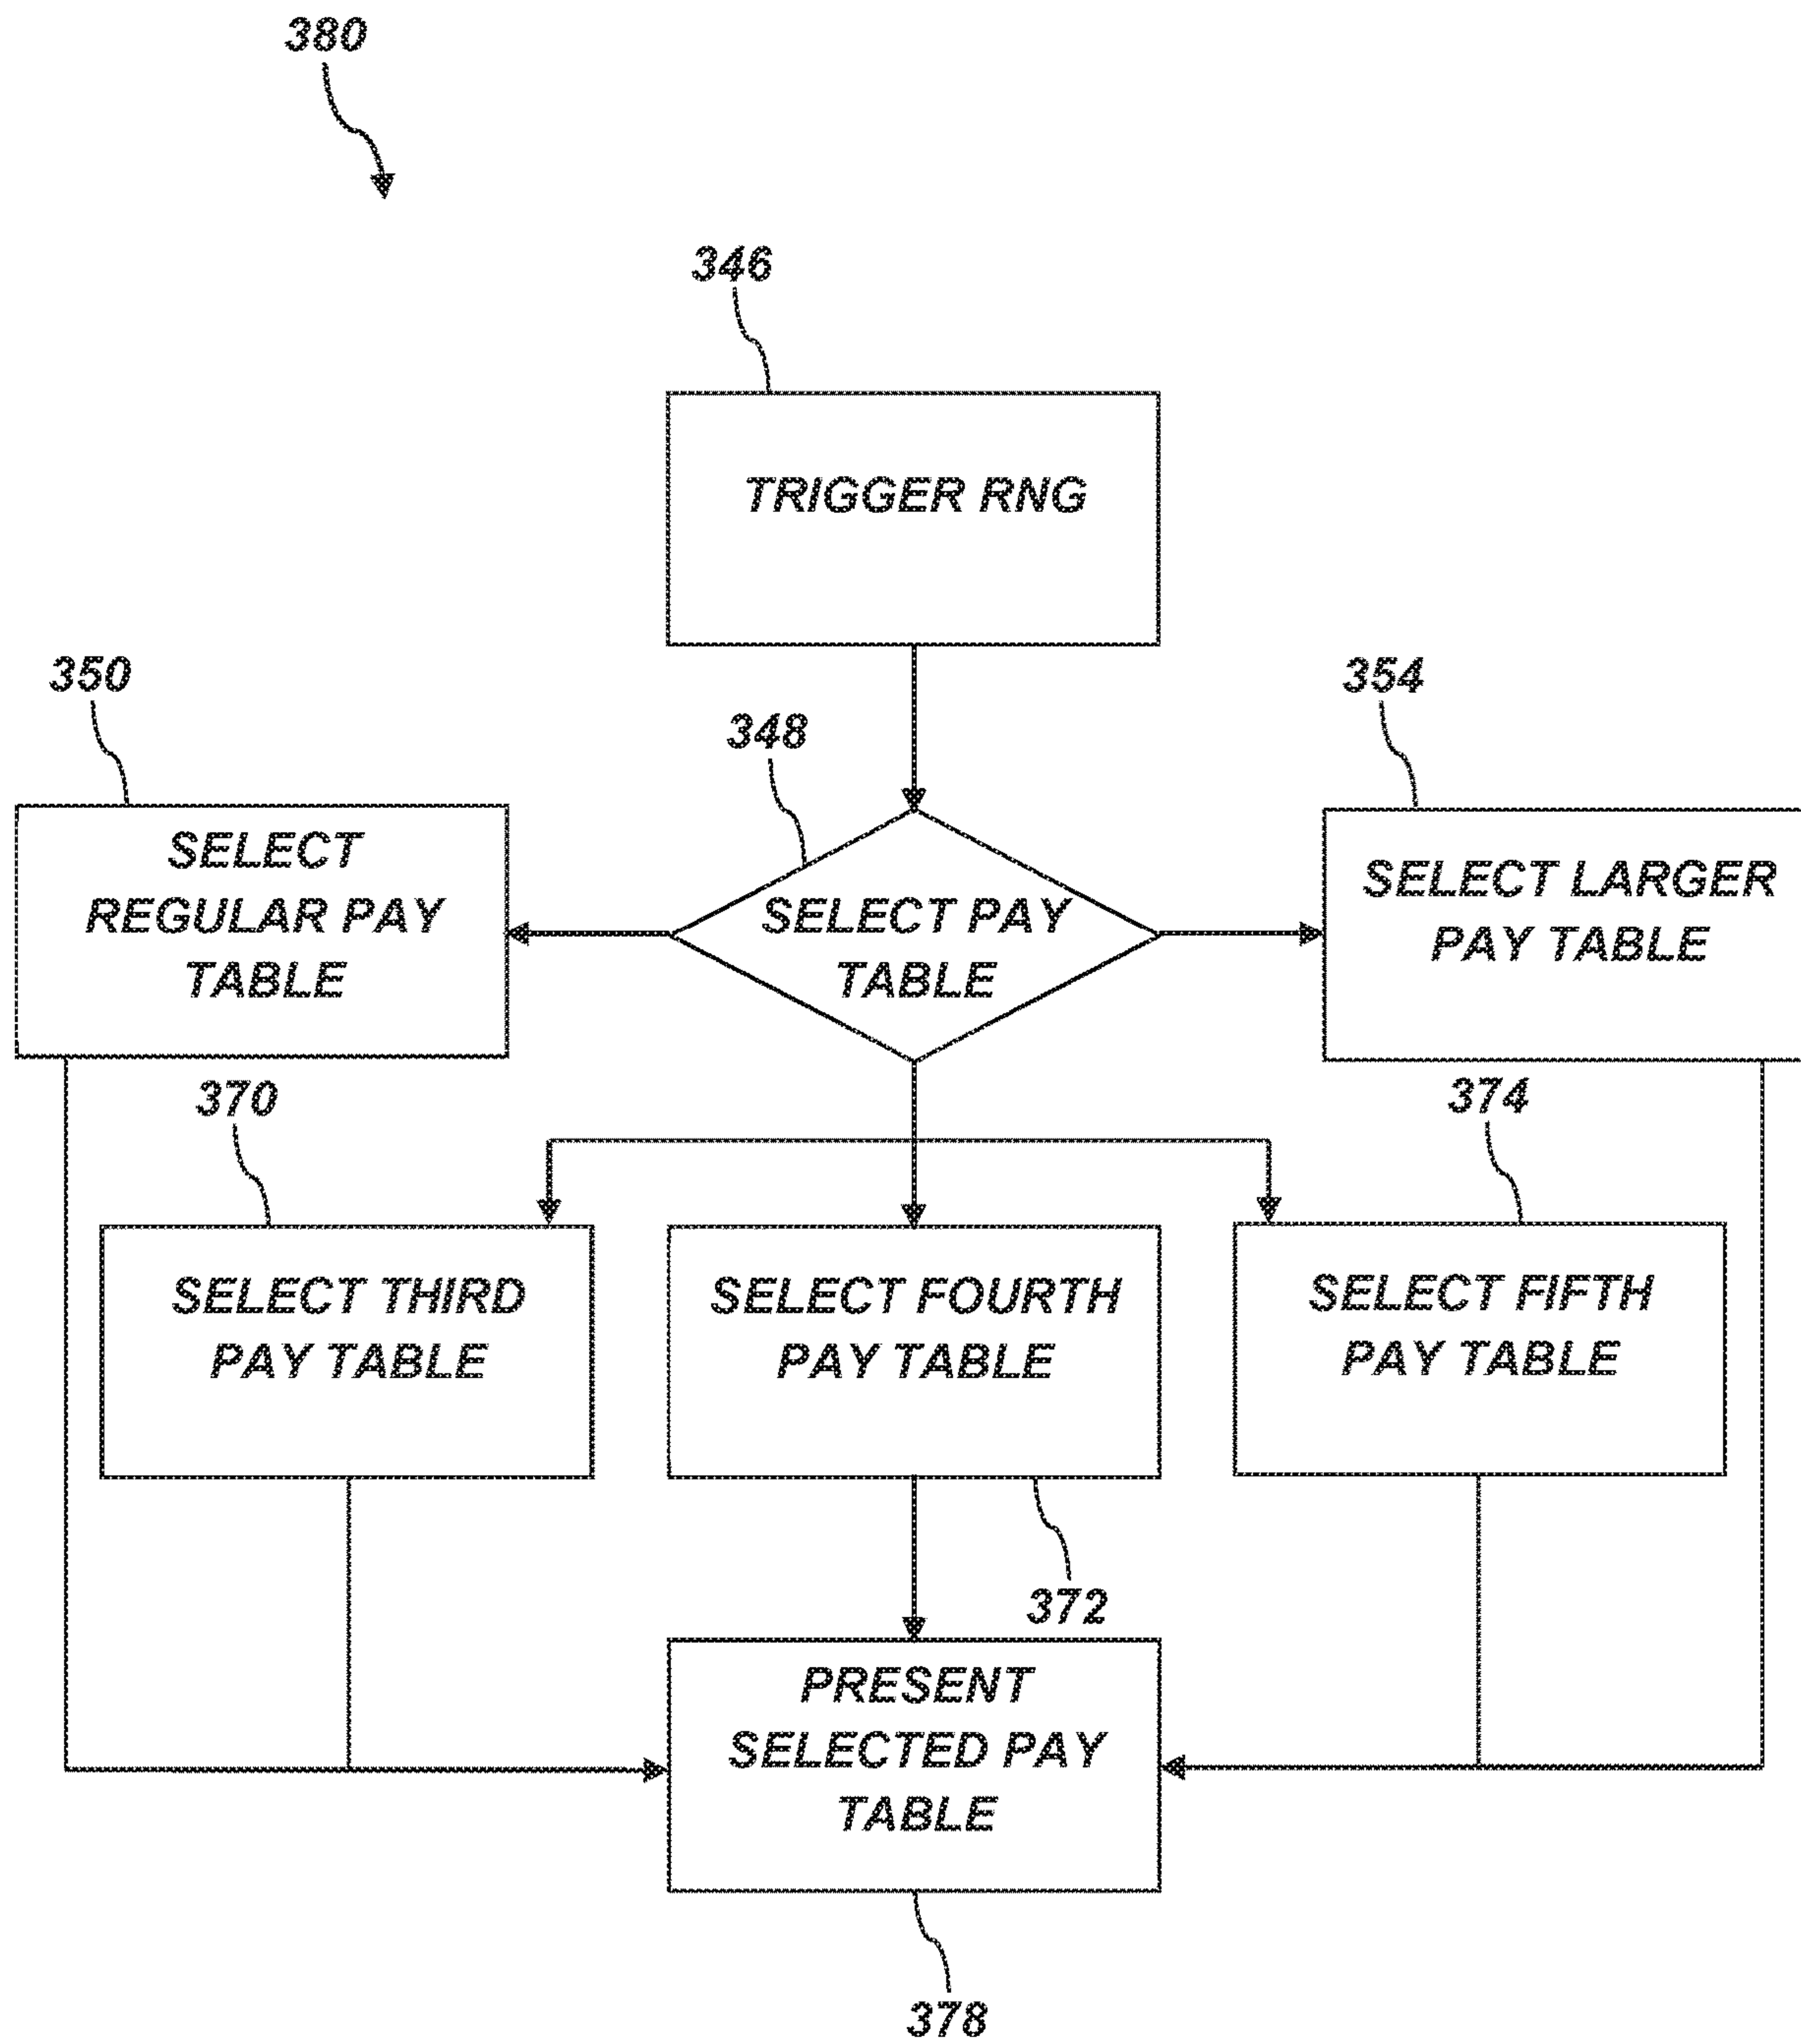 380
346
TRIGGER RNG
350
354
348
SELECT
REGULAR PAY
TABLE
SELECT PAY
TABLE
SELECT LARGER
PAY TABLE
370
374
SELECT THIRD
PAY TABLE
SELECT FOURTH
PAY TABLE
SELECT FIFTH
PAY TABLE
372
PRESENT
SELECTED PAY
TABLE
378